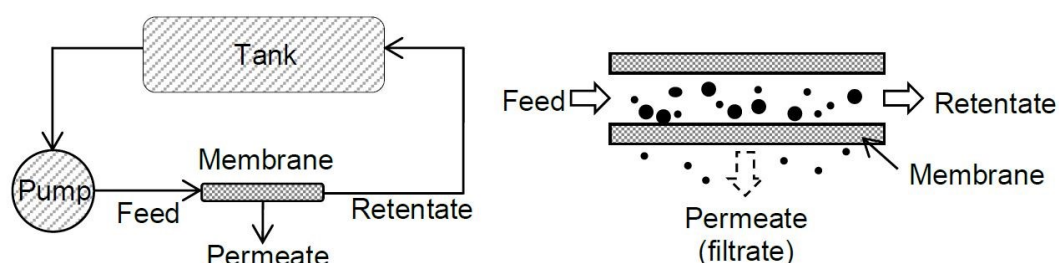 Tank
Pump
Membrane
Feed
Retentate
Permeate
Feed
Retentate
Membrane
Permeate
(filtrate)